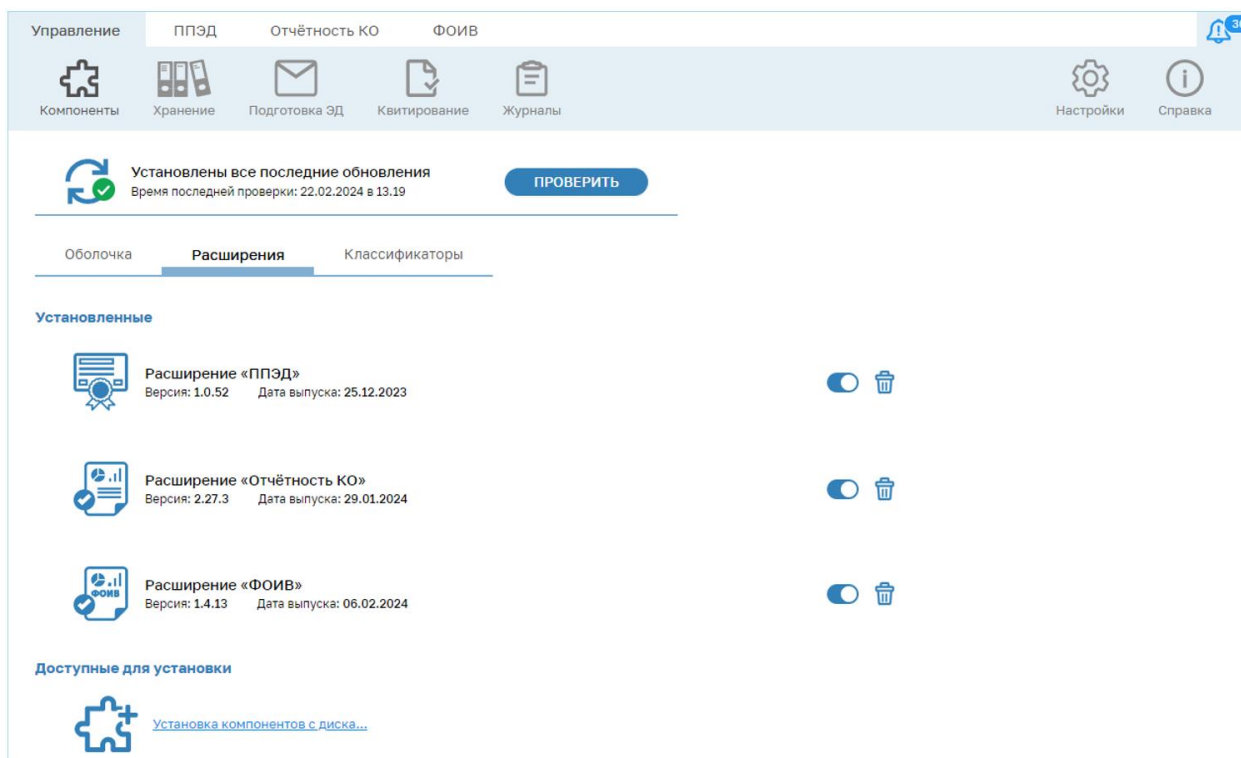 Управление ППЭД Отчётность КО ФОИВ
Компоненты Хранение Подготовка ЭД Квитирование Журналы Настройки Справка
Установлены все последние обновления
Время последней проверки: 22.02.2024 в 13.19
ПРОВЕРИТЬ
Оболочка Расширения Классификаторы
Установленные
Расширение «ППЭД»
Версия: 1.0.52 Дата выпуска: 25.12.2023
Расширение «Отчётность КО»
Версия: 2.27.3 Дата выпуска: 29.01.2024
ФОИВ
Расширение «ФОИВ»
Версия: 1.4.13 Дата выпуска: 06.02.2024
Доступные для установки
Установка компонентов с диска...